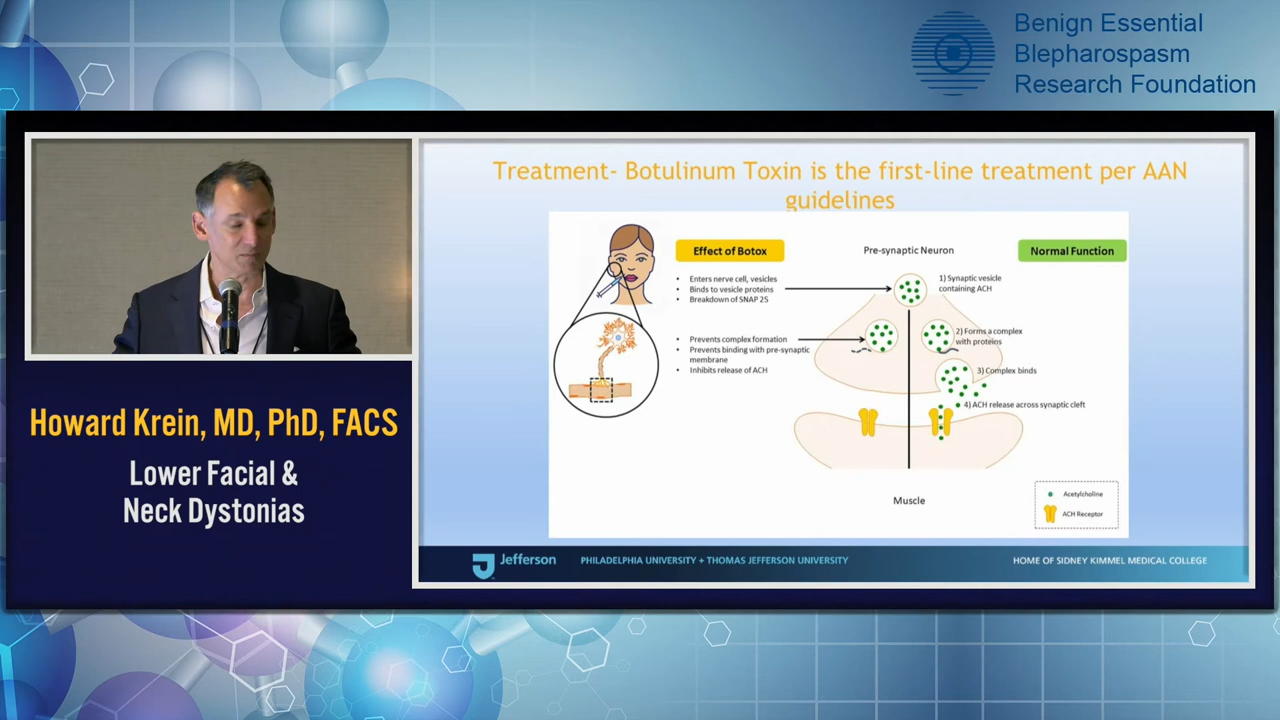 Benign Essential
Blepharospasm
Research Foundation
Howard Krein, MD, PhD, FACS
Lower Facial &
Neck Dystonias
Treatment- Botulinum Toxin is the first-line treatment per AAN
guidelines
Effect of Botox
Pre-synaptic Neuron
Normal Function
• Enters nerve cell, vesicles
• Binds to vesicle proteins
• Breakdown of SNAP 2S
1) Synaptic vesicle
containing ACH
• Prevents complex formation
• Prevents binding with pre-synaptic
membrane
• Inhibits release of ACH
2) Forms a complex
with proteins
3) Complex binds
4) ACH release across synaptic cleft
Muscle
Acetylcholine
ACH Receptor
Jefferson
PHILADELPHIA UNIVERSITY + THOMAS JEFFERSON UNIVERSITY
HOME OF SIDNEY KIMMEL MEDICAL COLLEGE